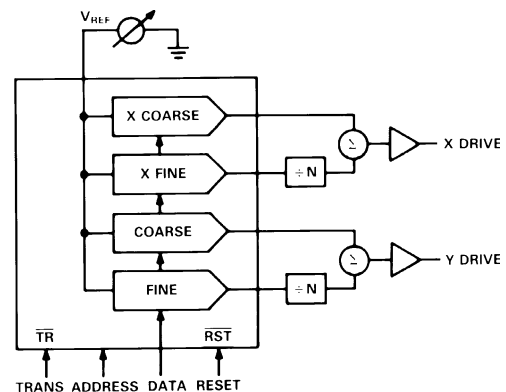 VREF
X COARSE
X FINE
COARSE
FINE
÷ N
÷ N
Σ
Σ
X DRIVE
Y DRIVE
TR
RST
TRANS ADDRESS DATA RESET